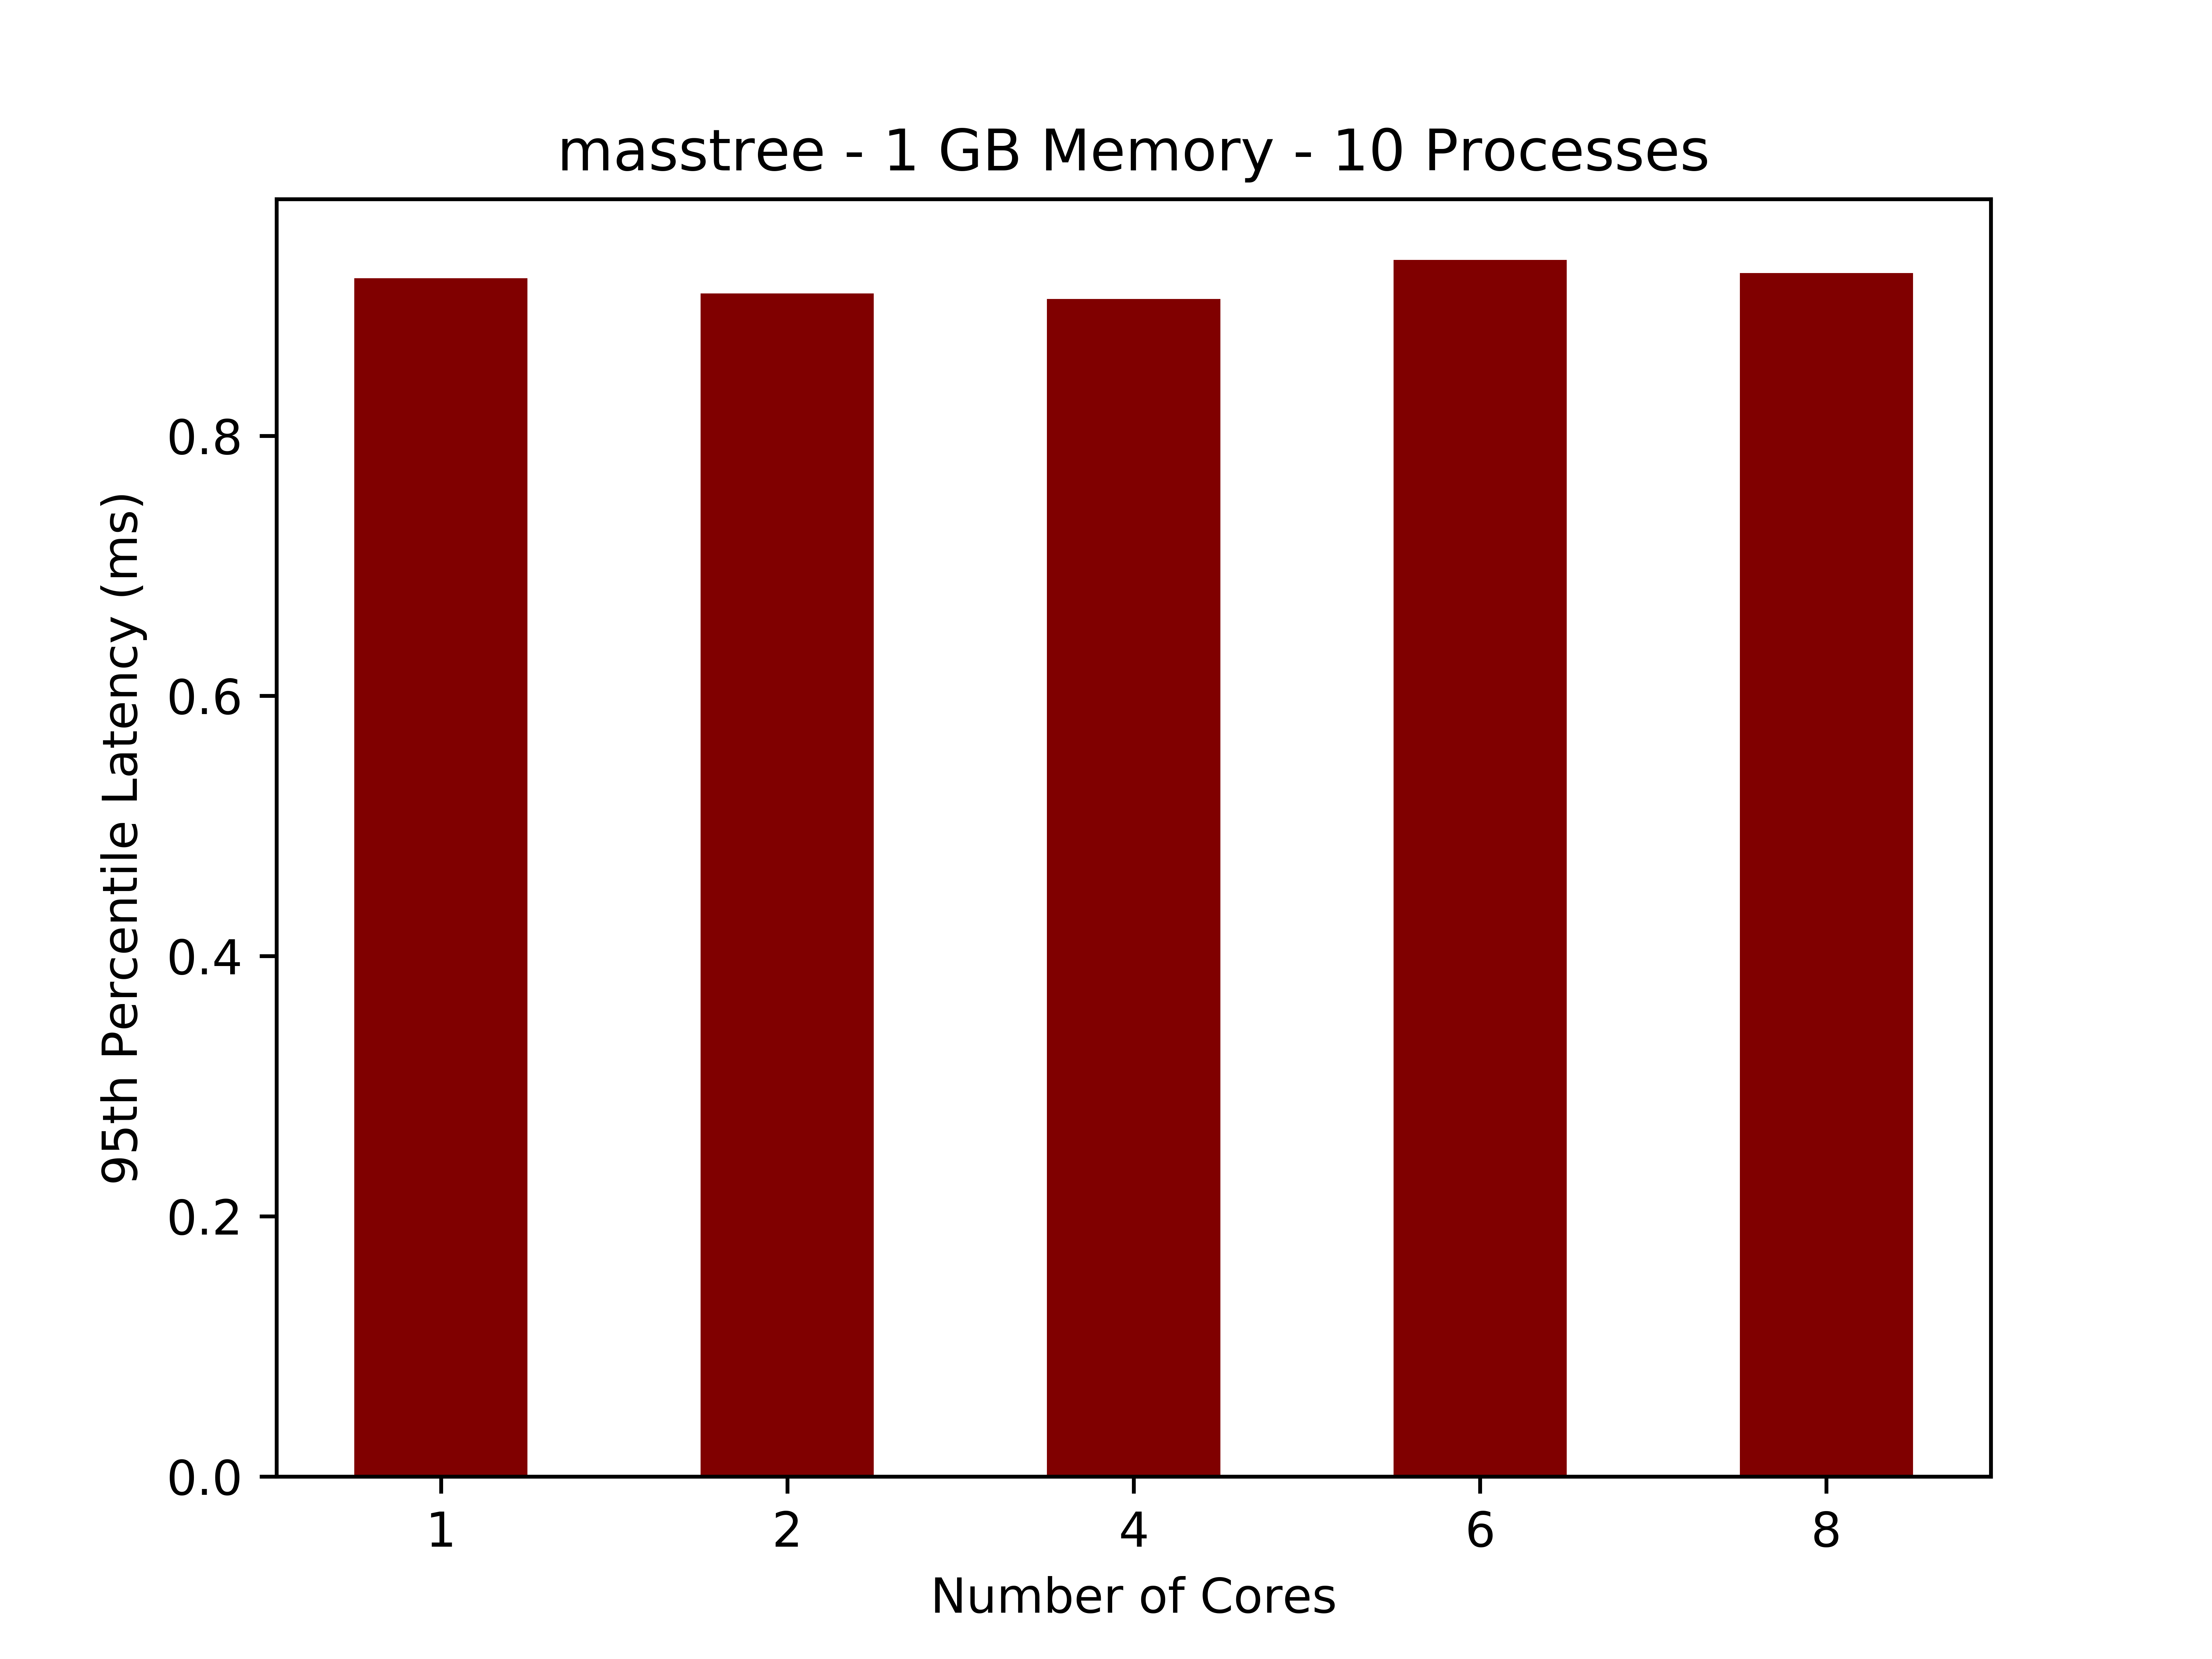 masstree - 1 GB Memory - 10 Processes
95th Percentile Latency (ms)
0.8
0.6
0.4
0.2
0.0
1 2 4 6 8
Number of Cores